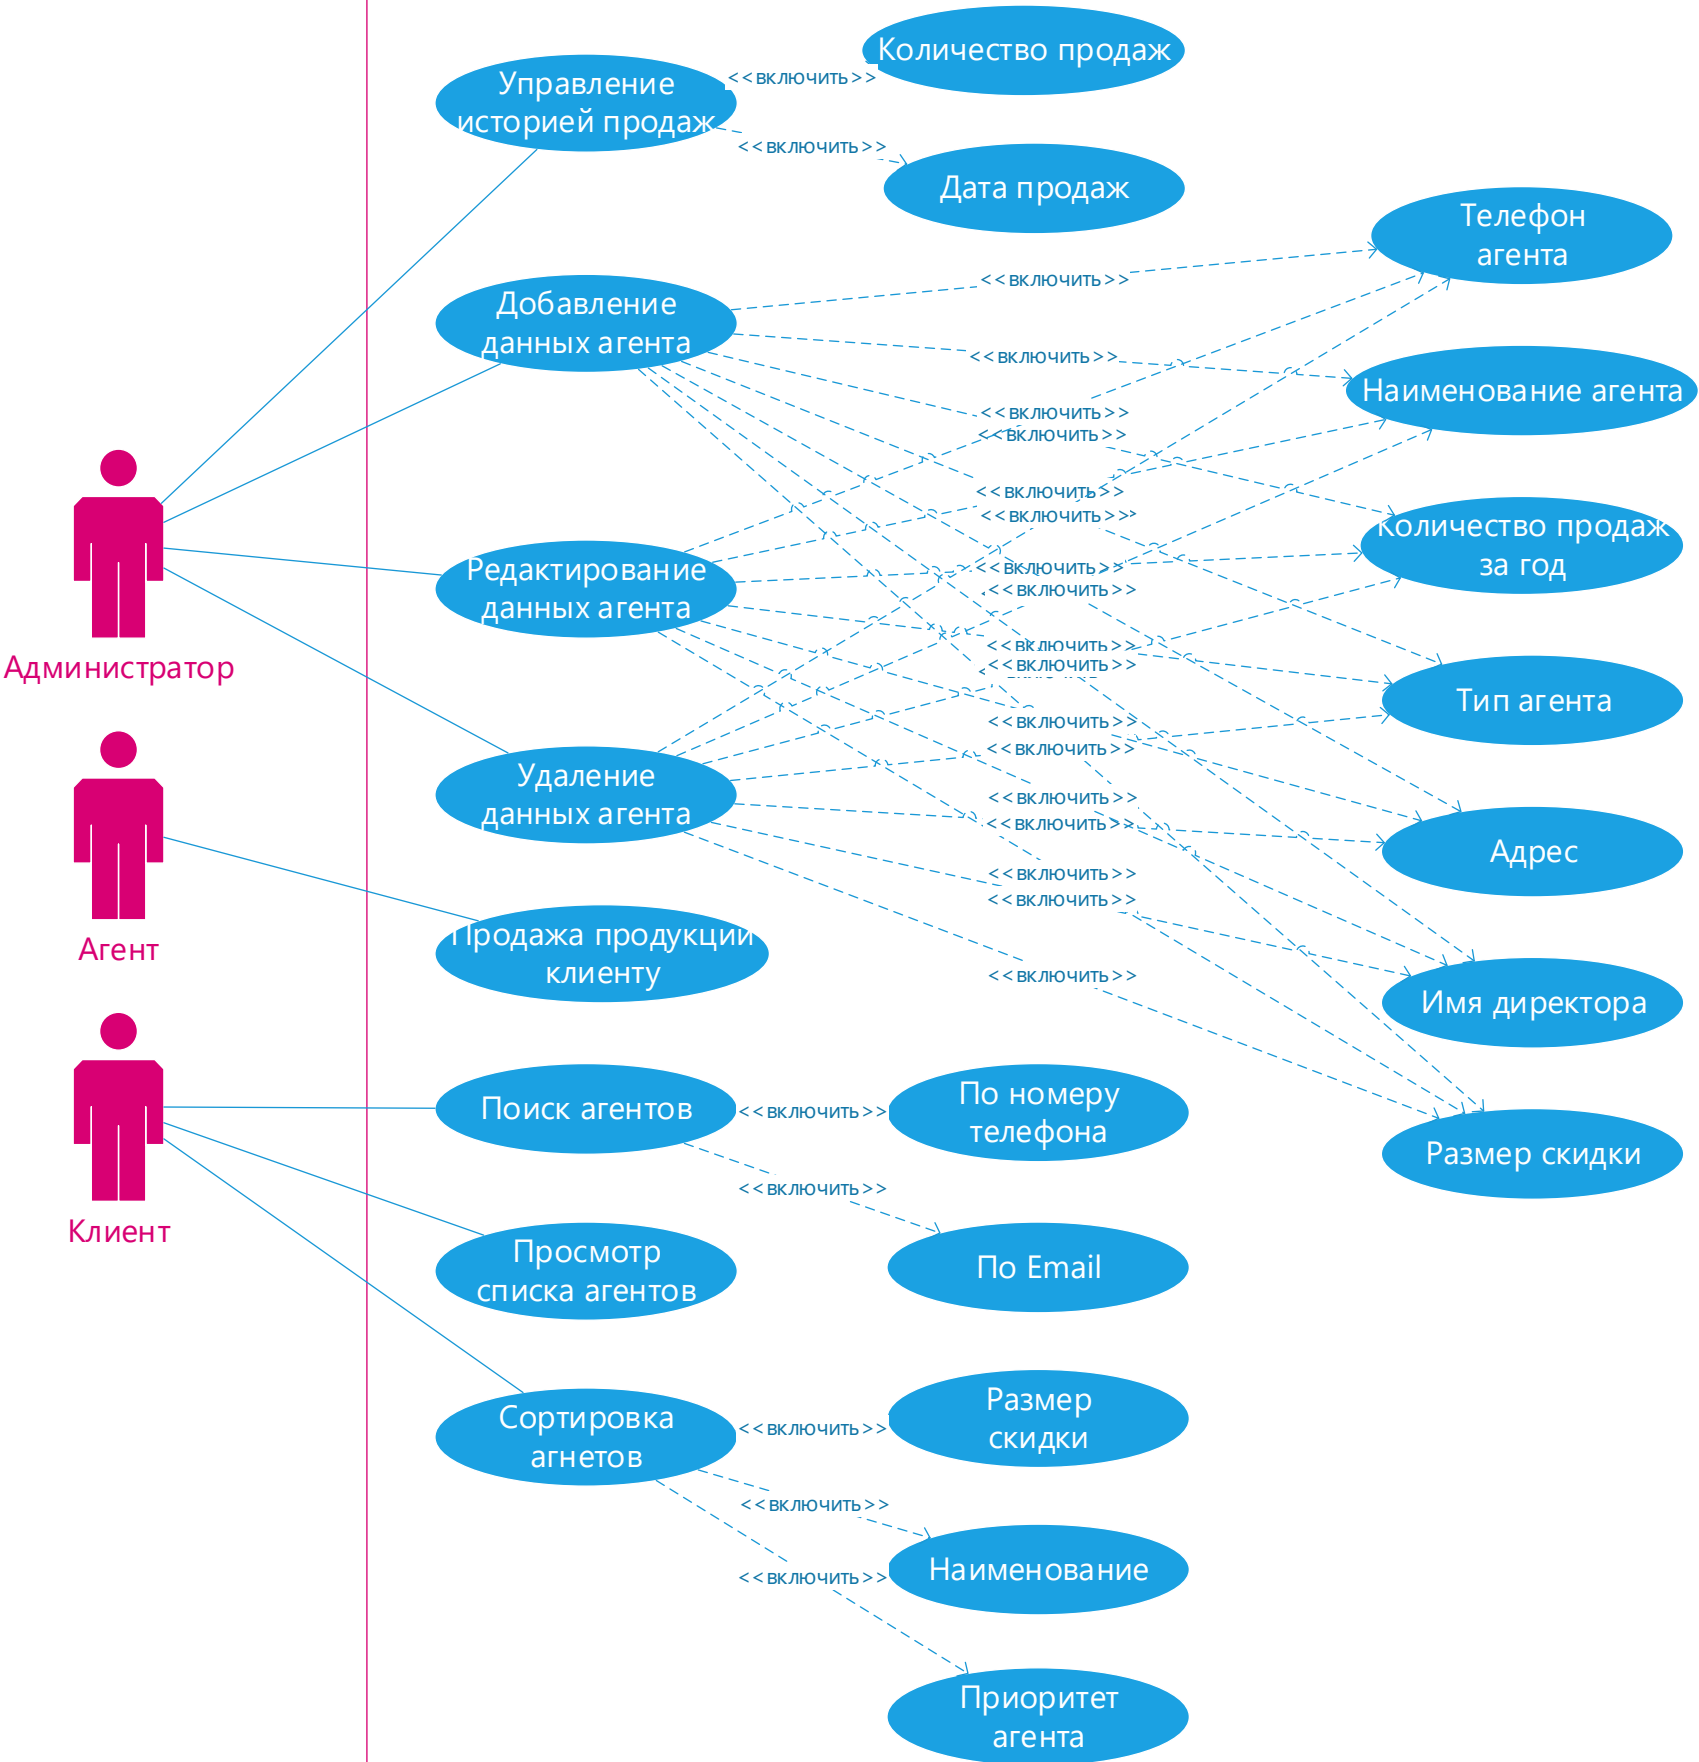 Количество продаж
Управление
историей продаж
<<включить>>
<<включить>>
Дата продаж
Телефон
агента
Добавление
данных агента
<<включить>>
<<включить>>
Наименование агента
<<включить>>
<<включить>>
<<включить>>
<<включить>>
Количество продаж
за год
Редактирование
данных агента
<<включить>>
<<включить>>
<<включить>>
<<включить>>
Администратор
Тип агента
<<включить>>
<<включить>>
Удаление
данных агента
<<включить>>
<<включить>>
Адрес
<<включить>>
<<включить>>
Агент
Продажа продукции
клиенту
<<включить>>
Имя директора
Поиск агентов
<<включить>>
По номеру
телефона
Размер скидки
<<включить>>
Клиент
Просмотр
списка агентов
По Email
Сортировка
агнетов
<<включить>>
Размер
скидки
<<включить>>
Наименование
<<включить>>
Приоритет
агента